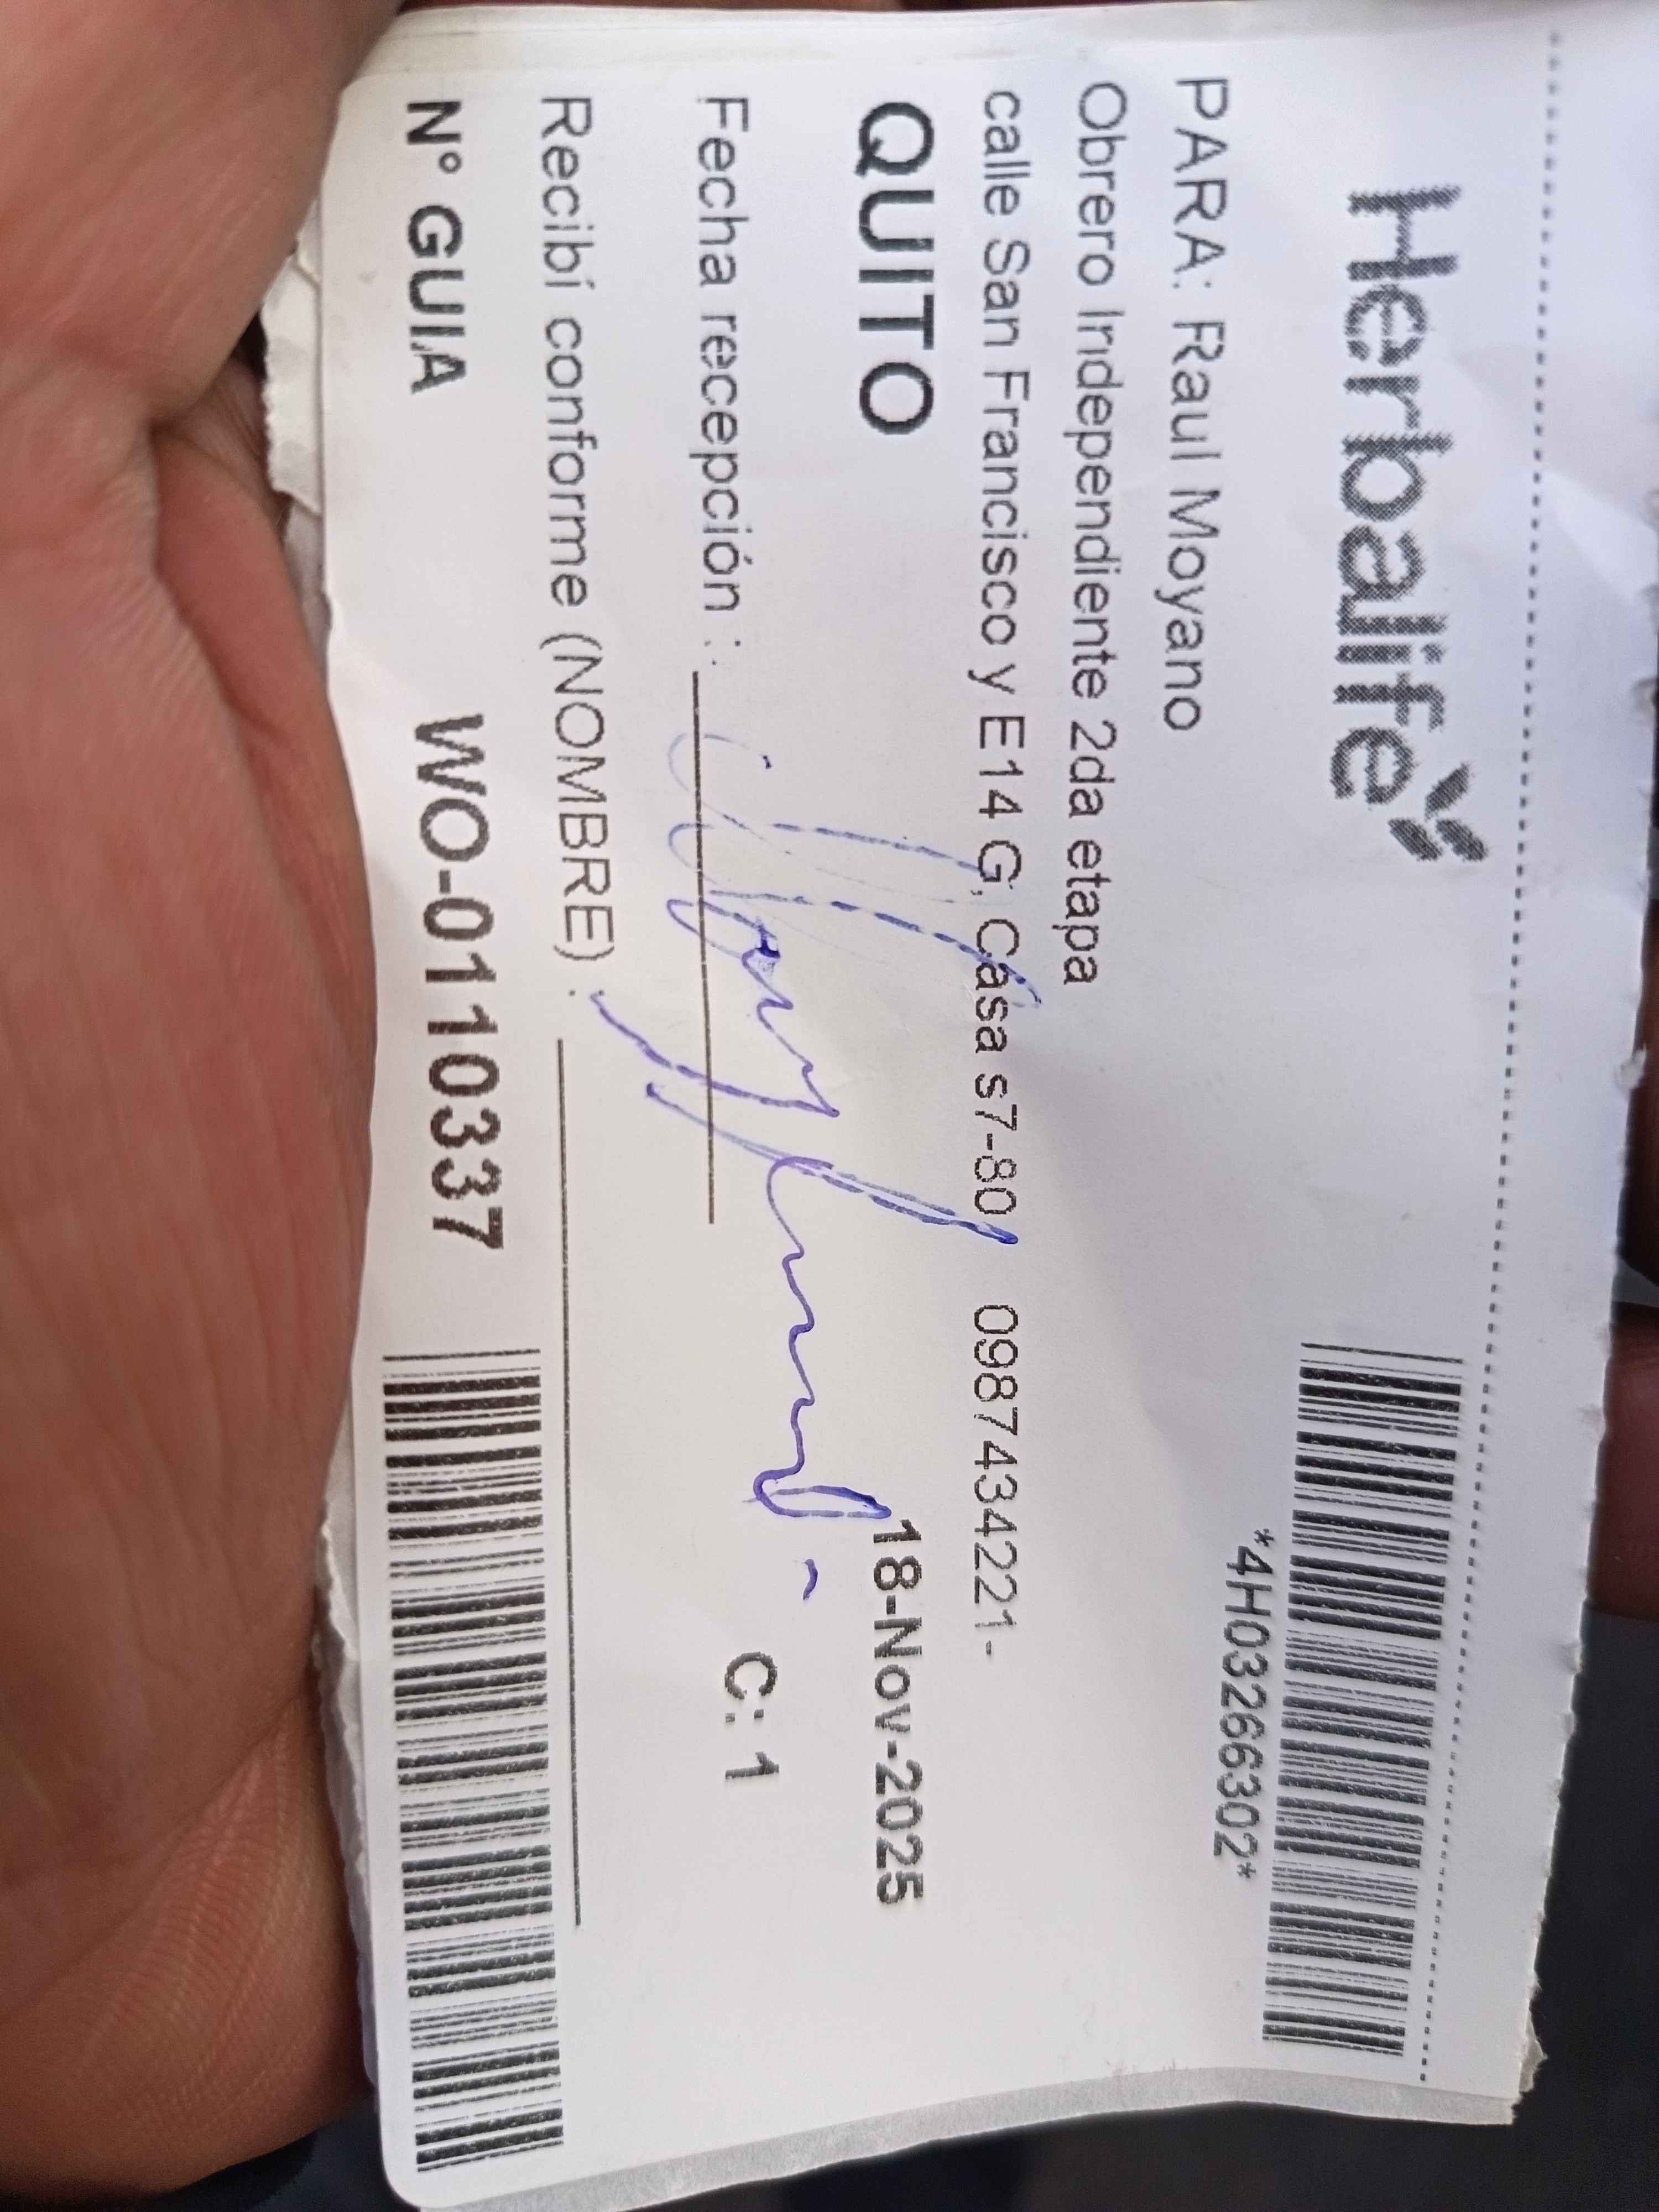 Herbalife
*4H03266302*
PARA: Raul Moyano
Obrero Independiente 2da etapa
calle San Francisco y E14 G, Casa s7-80 0987434221-
QUITO 18-Nov-2025
Fecha recepción :
C: 1
Recibí conforme (NOMBRE) :
N° GUIA WO-0110337